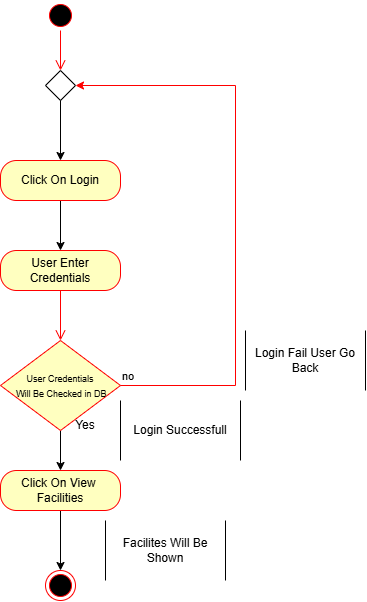 Click On Login
User Enter
Credentials
User Credentials
Will Be Checked in DB
no
Login Fail User Go
Back
Yes
Login Successfull
Click On View
Facilities
Facilites Will Be
Shown